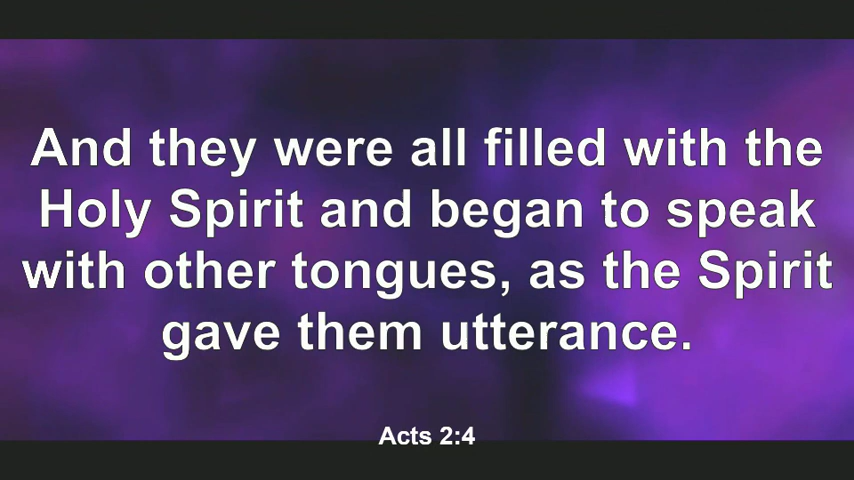 And they were all filled with the
Holy Spirit and began to speak
with other tongues, as the Spirit
gave them utterance.
Acts 2:4